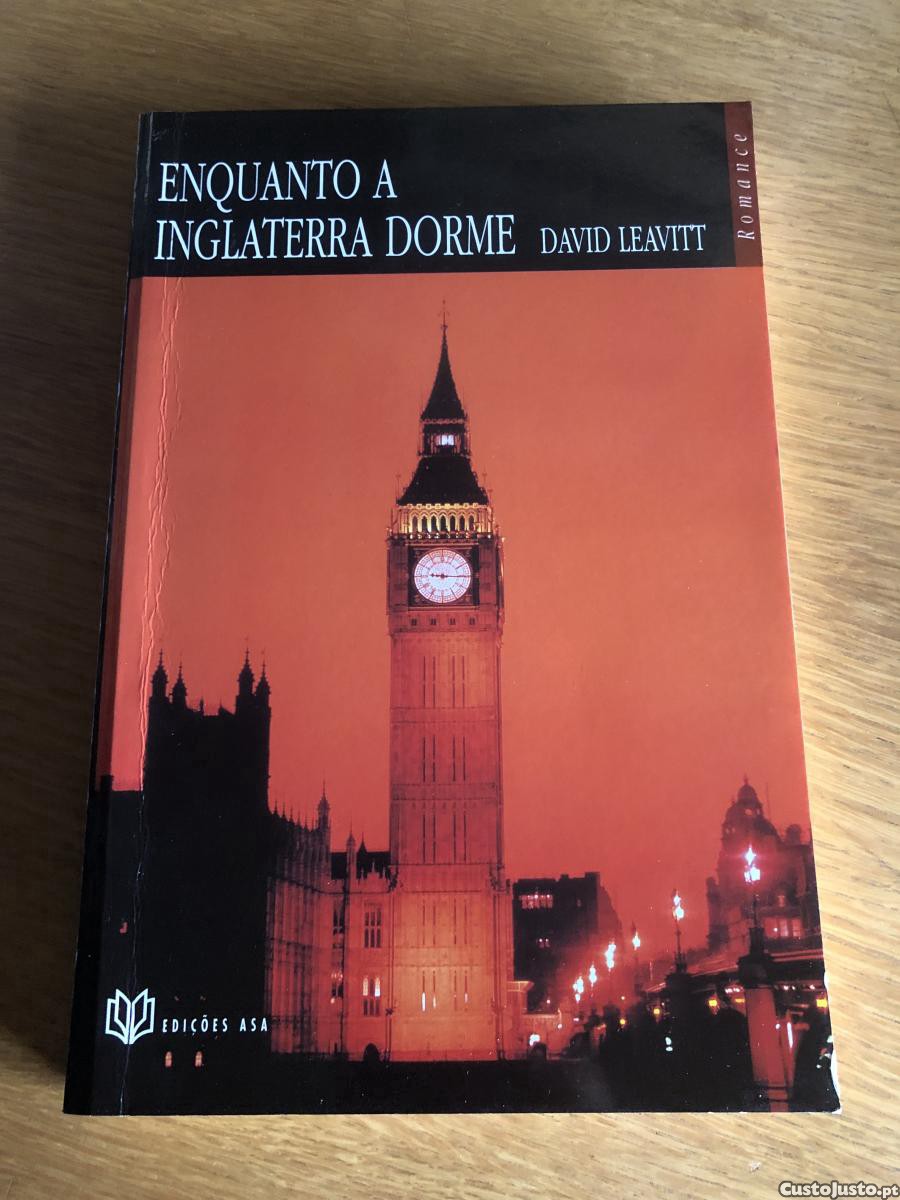 ENQUANTO A
INGLATERRA DORME DAVID LEAVITT
Romance
EDIÇÕES ASA
CustoJusto.pt